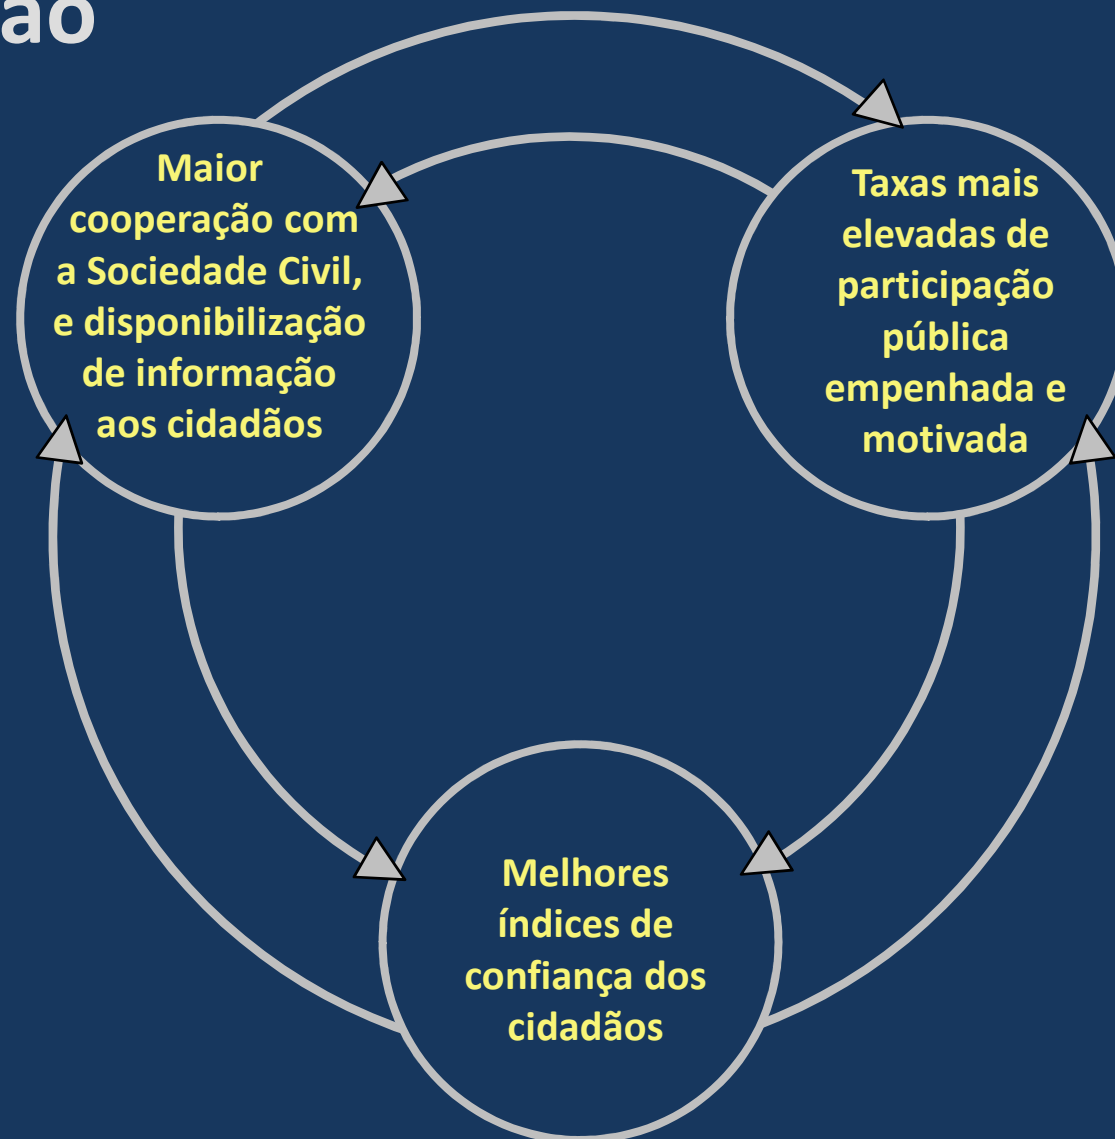 ão
Maior
cooperação com
a Sociedade Civil,
e disponibilização
de informação
aos cidadãos
Taxas mais
elevadas de
participação
pública
empenhada e
motivada
Melhores
índices de
confiança dos
cidadãos